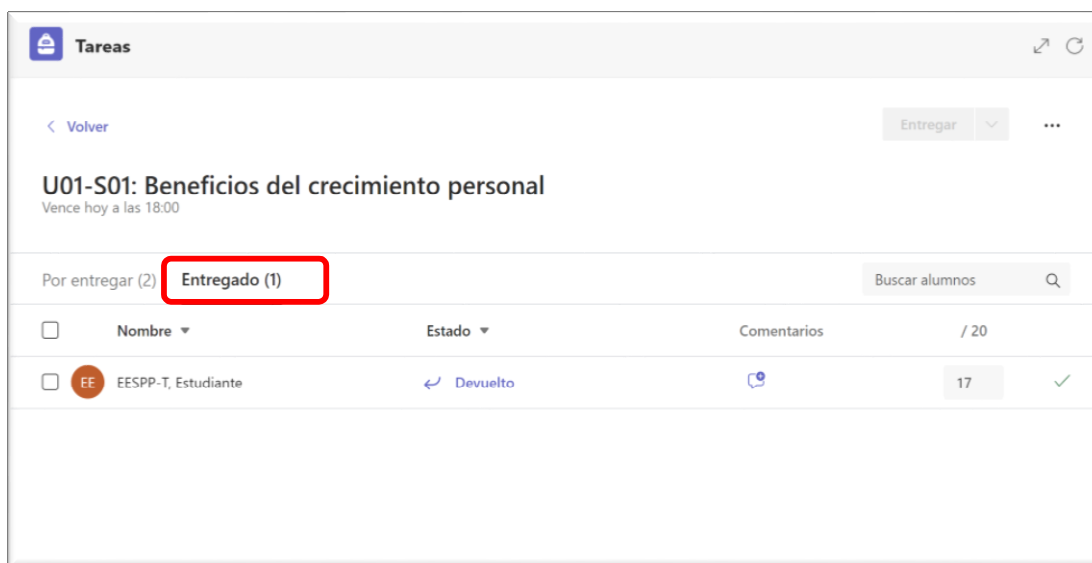 Tareas
Volver
Entregar
U01-S01: Beneficios del crecimiento personal
Vence hoy a las 18:00
Por entregar (2) Entregado (1) Buscar alumnos
Nombre Estado Comentarios / 20
EE EESPP-T, Estudiante Devuelto 17